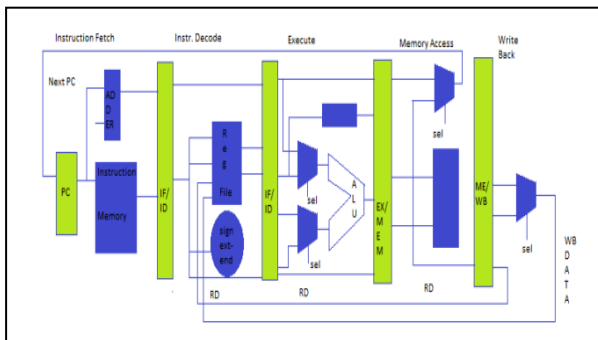 Instruction Fetch
Instr. Decode
Execute
Memory Access
Write
Back
Next PC
AD
D
ER
PC
Instruction
Memory
IF/
ID
R
e
g
File
sign
ext-
end
IF/
ID
sel
sel
A
L
U
EX/
M
E
M
sel
ME/
WB
sel
WB
D
A
T
A
RD
RD
RD